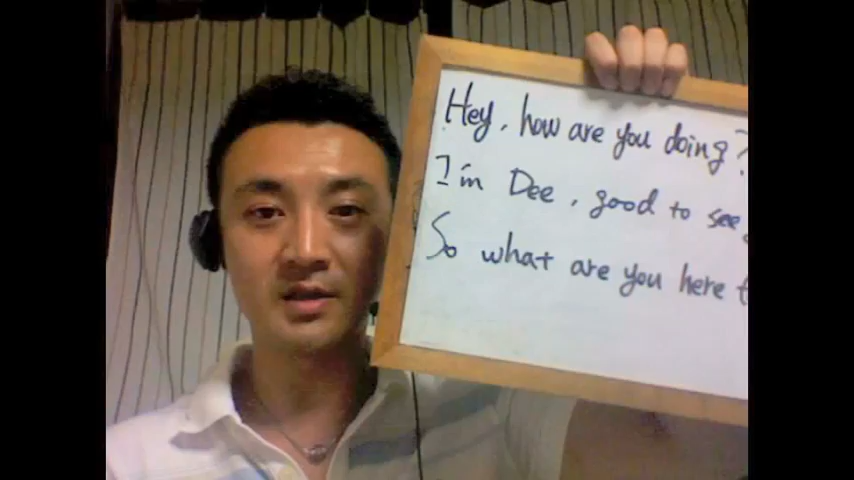 Hey, how are you doing?
I'm Dee, good to see
So what are you here